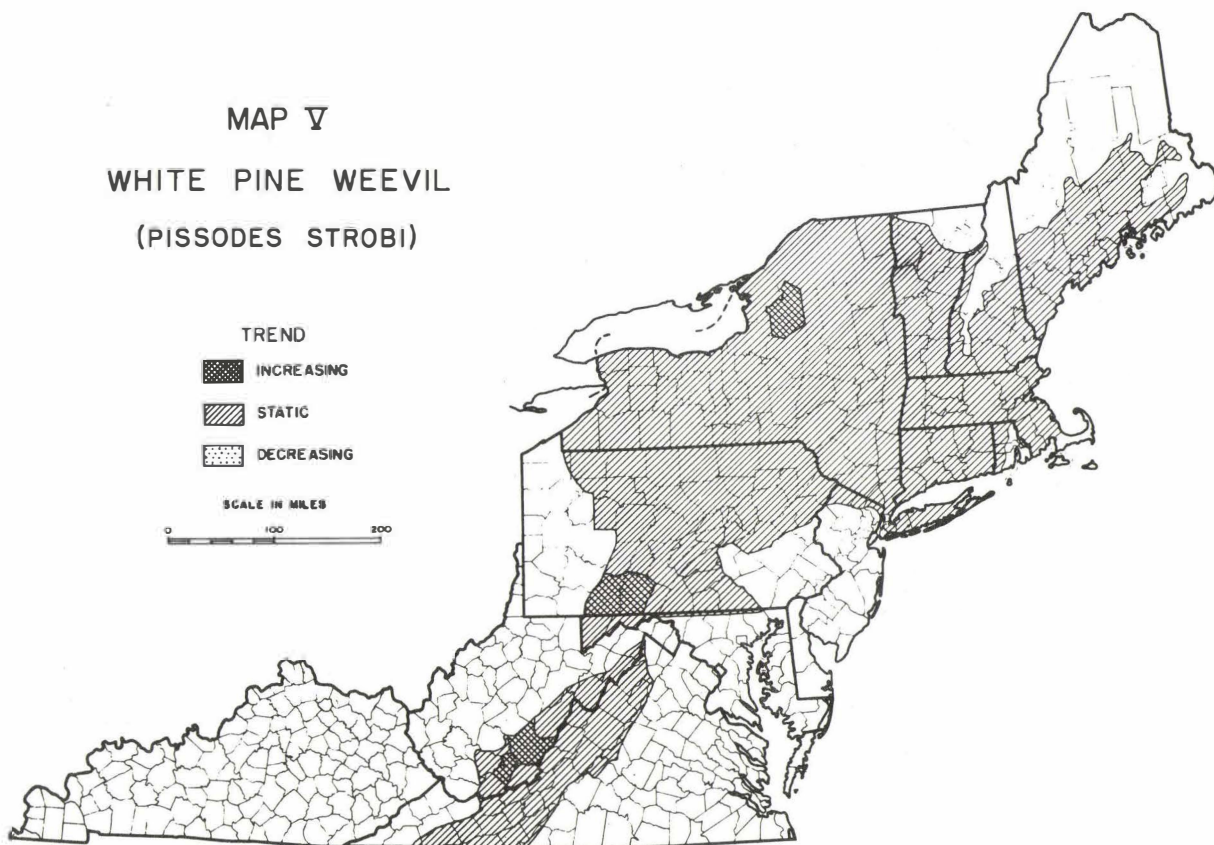 MAP V
WHITE PINE WEEVIL
(PISSODES STROBI)
TREND
INCREASING
STATIC
DECREASING
SCALE IN MILES
0 100 200